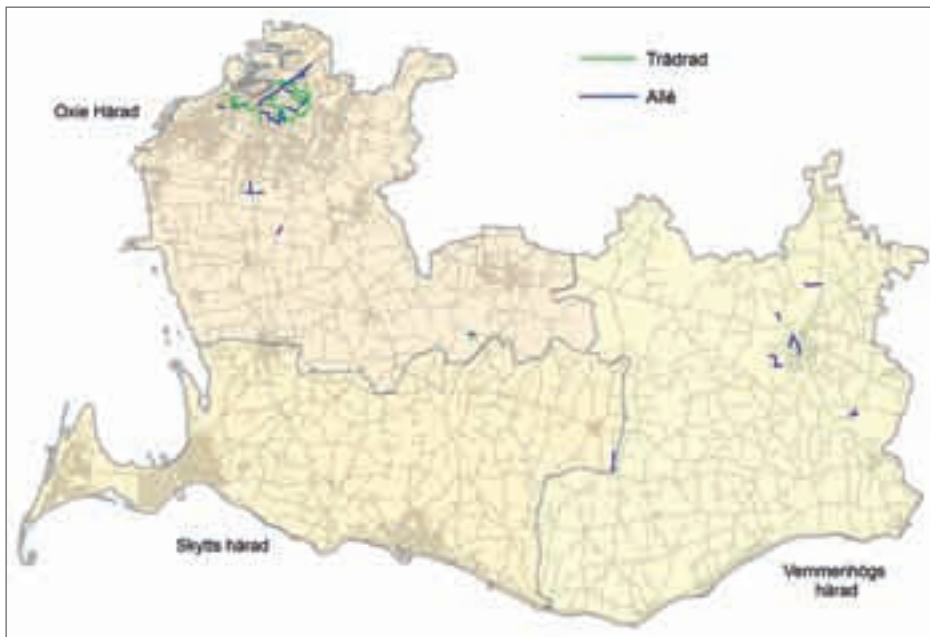 Trädrad
Allé
Oxie Härad
Skytts härad
Vemmenhögs
härad